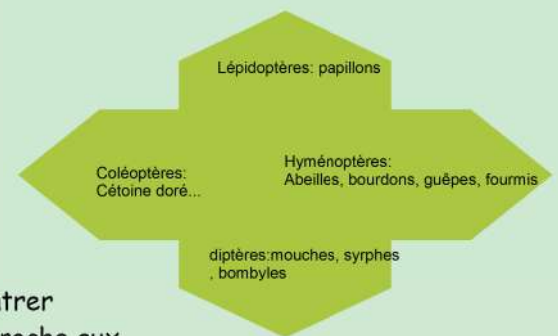 Lépidoptères: papillons
Coléoptères:
Cétoine doré...
Hyménoptères:
Abeilles, bourdons, guêpes, fourmis
diptères:mouches, syrphes
, bombyles